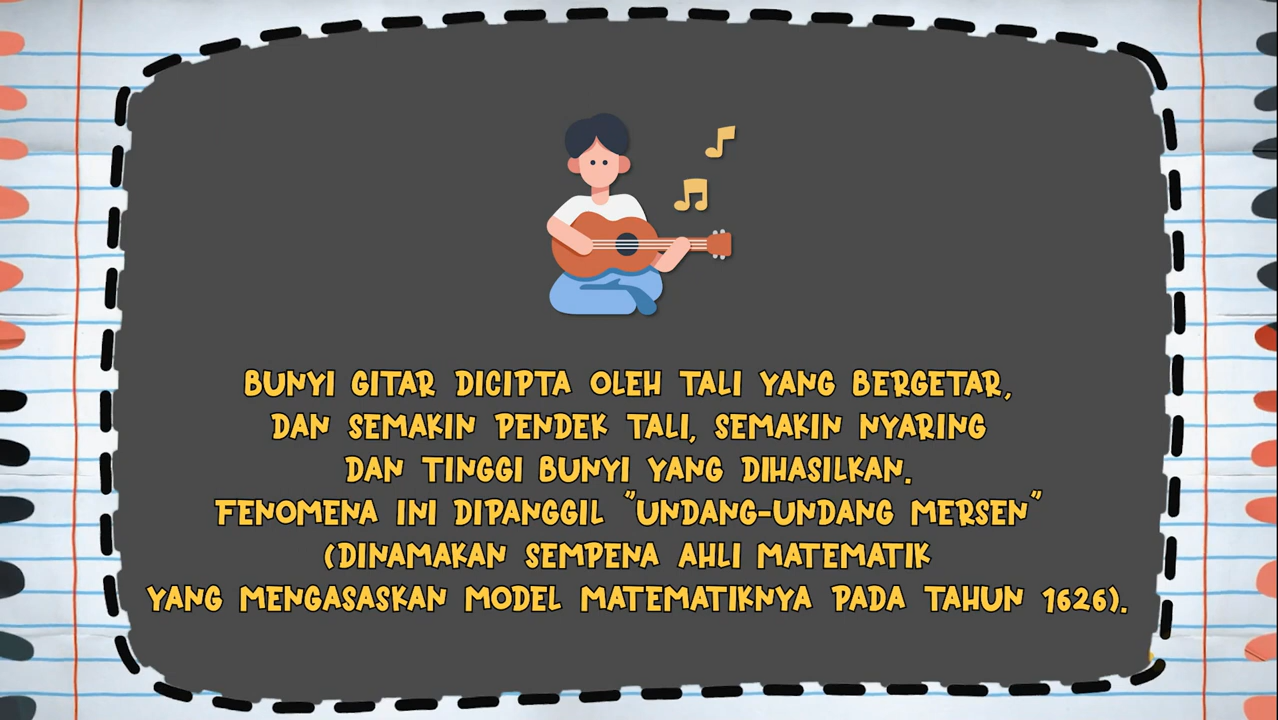 BUNYI GITAR DICIPTA OLEH TALI YANG BERGETAR,
DAN SEMAKIN PENDEK TALI, SEMAKIN NYARING
DAN TINGGI BUNYI YANG DIHASILKAN.
FENOMENA INI DIPANGGIL "UNDANG-UNDANG MERSEN"
(DINAMAKAN SEMPENA AHLI MATEMATIK
YANG MENGASASKAN MODEL MATEMATIKNYA PADA TAHUN 1626).